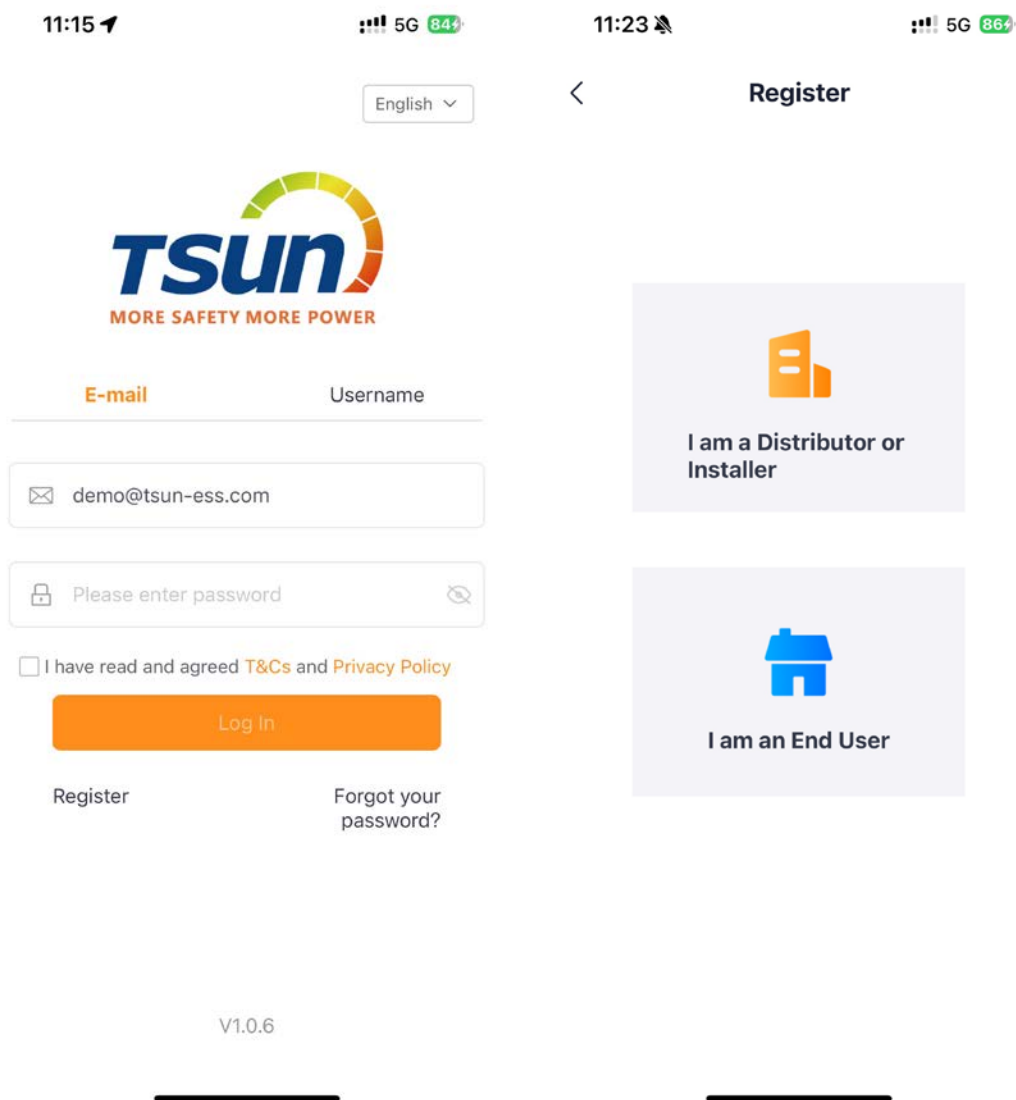 11:15
5G 84
English
TSUN
MORE SAFETY MORE POWER
E-mail
Username
demo@tsun-ess.com
Please enter password
I have read and agreed T&Cs and Privacy Policy
Log In
Register
Forgot your
password?
V1.0.6
11:23
5G 86
Register
I am a Distributor or
Installer
I am an End User